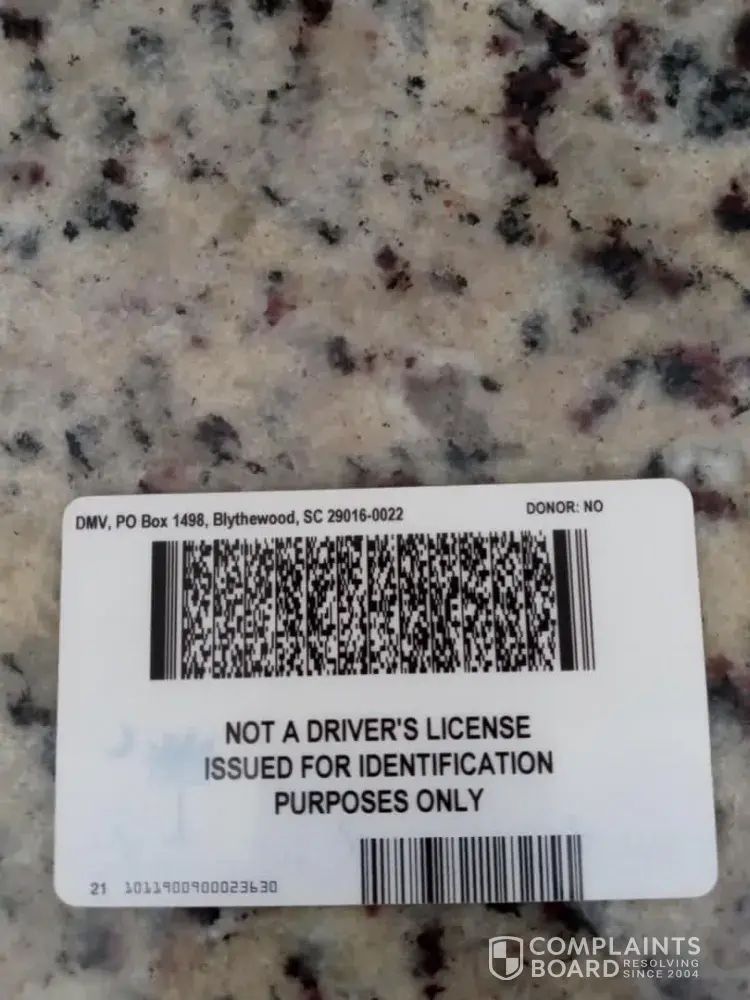 DMV, PO Box 1498, Blythewood, SC 29016-0022
DONOR: NO
NOT A DRIVER'S LICENSE
ISSUED FOR IDENTIFICATION
PURPOSES ONLY
21 1011900900023630
COMPLAINTS
BOARD RESOLVING SINCE 2004